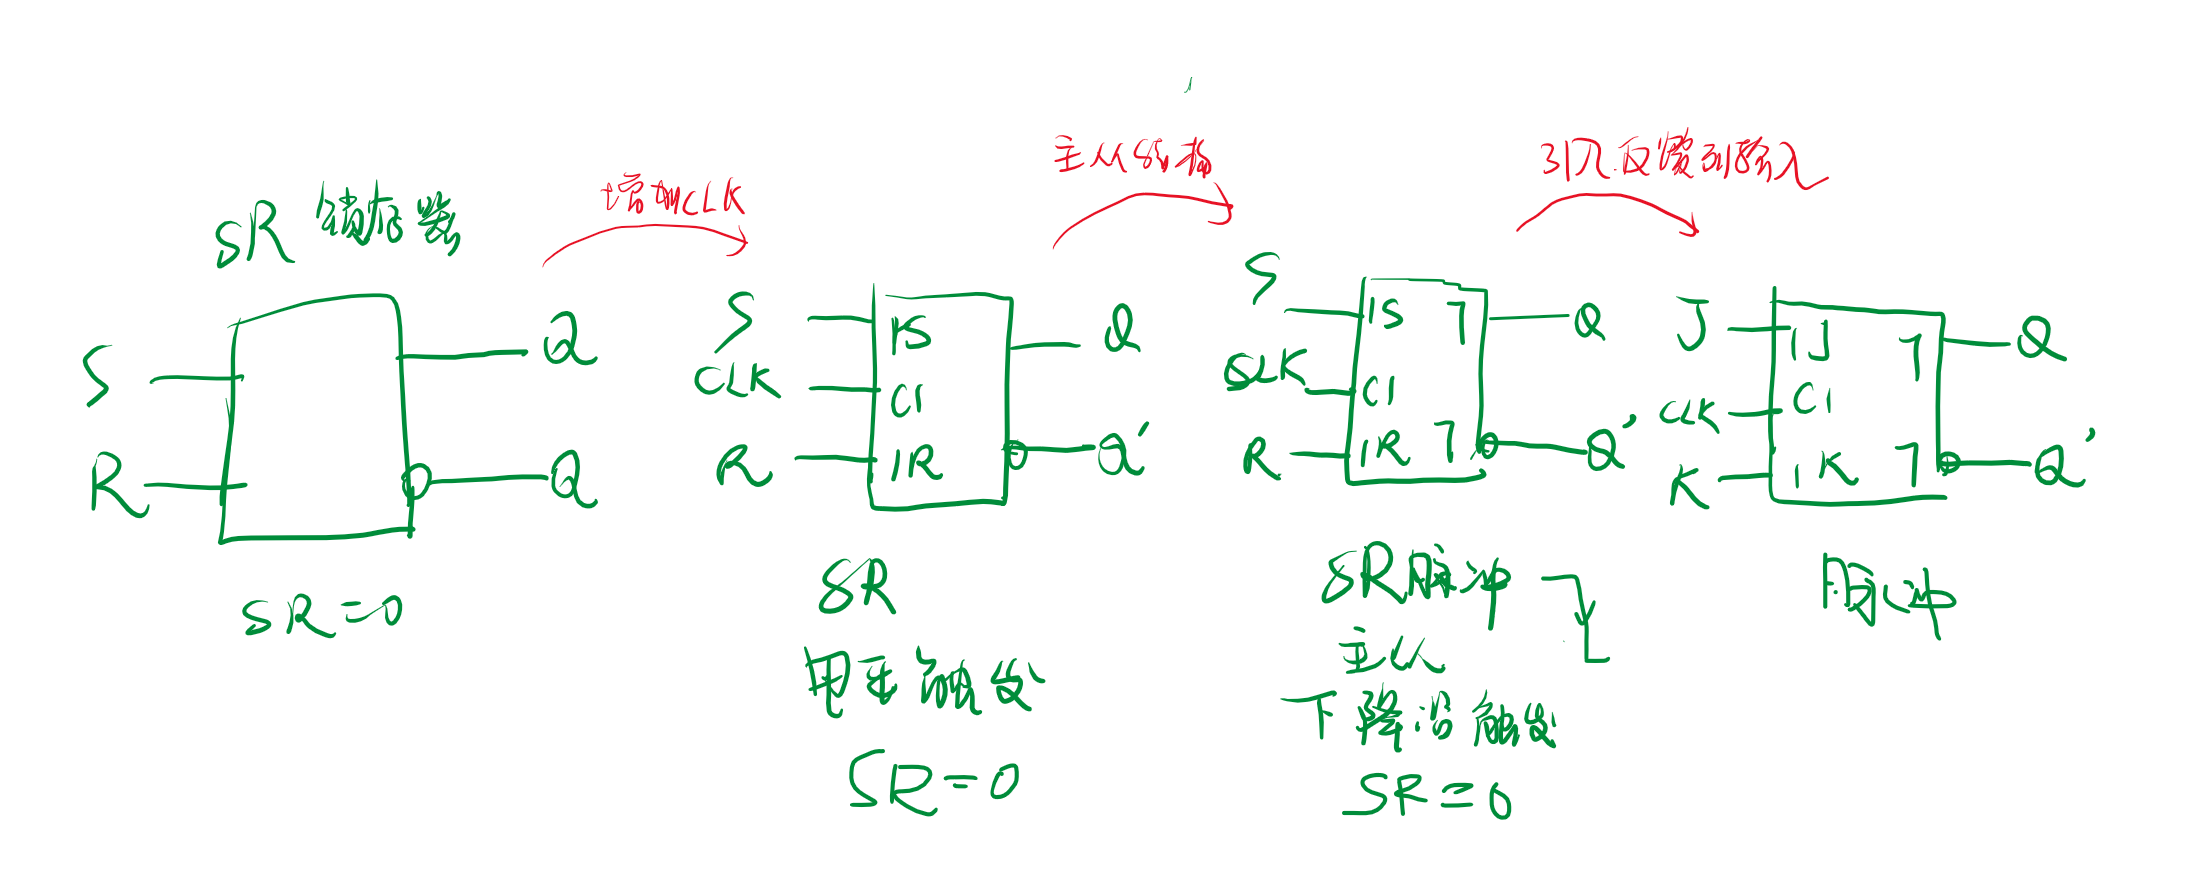 SR 锁存器
S
R
Q
Q
SR=0
增加CLK
S
CLK
R
1S
C1
1R
Q
Q'
SR
电平触发
SR=0
主从结构
S
CLK
R
1S ㄱ
C1
1R ㄱ
Q
Q'
SR脉冲
主从
下降沿触发
SR=0
引入反馈到输入
J
CLK
K
1J ㄱ
C1
1K ㄱ
Q
Q'
脉冲